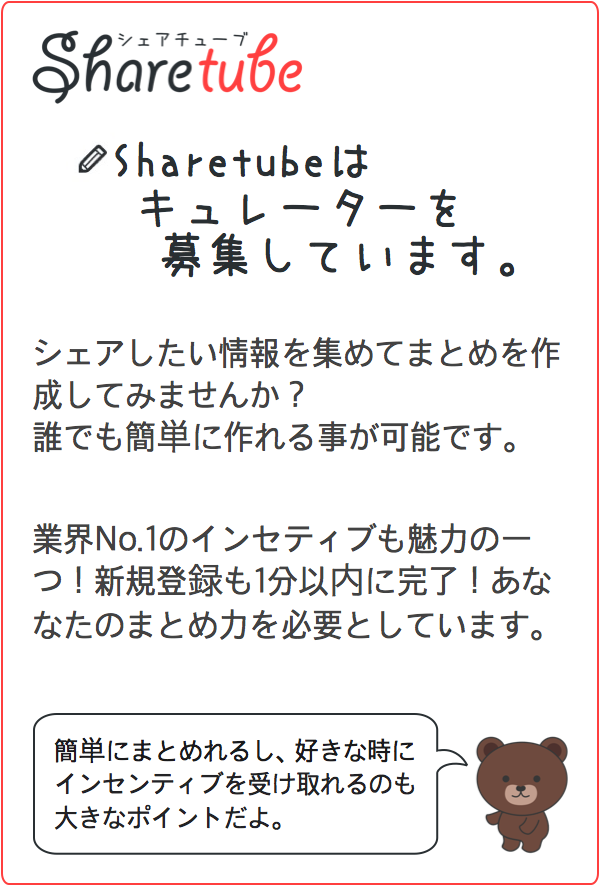 シェアチューブ
Sharetube
Sharetubeは
キュレーターを
募集しています。
シェアしたい情報を集めてまとめを作
成してみませんか？
誰でも簡単に作れる事が可能です。
業界No.1のインセティブも魅力の一
つ！新規登録も1分以内に完了！あな
なたのまとめ力を必要としています。
簡単にまとめれるし、好きな時に
インセンティブを受け取れるのも
大きなポイントだよ。